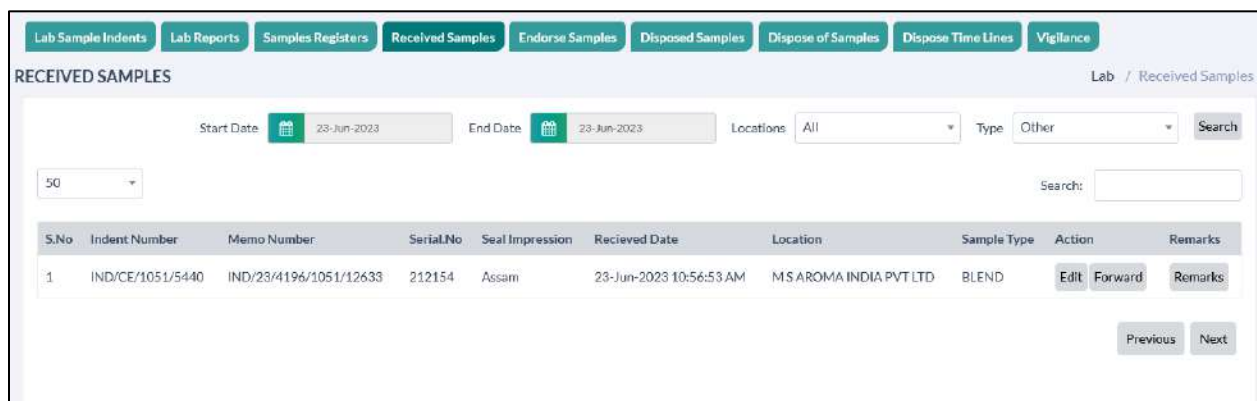 Lab Sample Indents Lab Reports Samples Registers Received Samples Endorse Samples Disposed Samples Dispose of Samples Dispose Time Lines Vigilance
RECEIVED SAMPLES Lab / Received Samples
Start Date 23-Jun-2023 End Date 23-Jun-2023 Locations All Type Other Search
50 Search:
S.No Indent Number Memo Number Serial.No Seal Impression Recieved Date Location Sample Type Action Remarks
1 IND/CE/1051/5440 IND/23/4196/1051/12633 212154 Assam 23-Jun-2023 10:56:53 AM M S AROMA INDIA PVT LTD BLEND Edit Forward Remarks
Previous Next